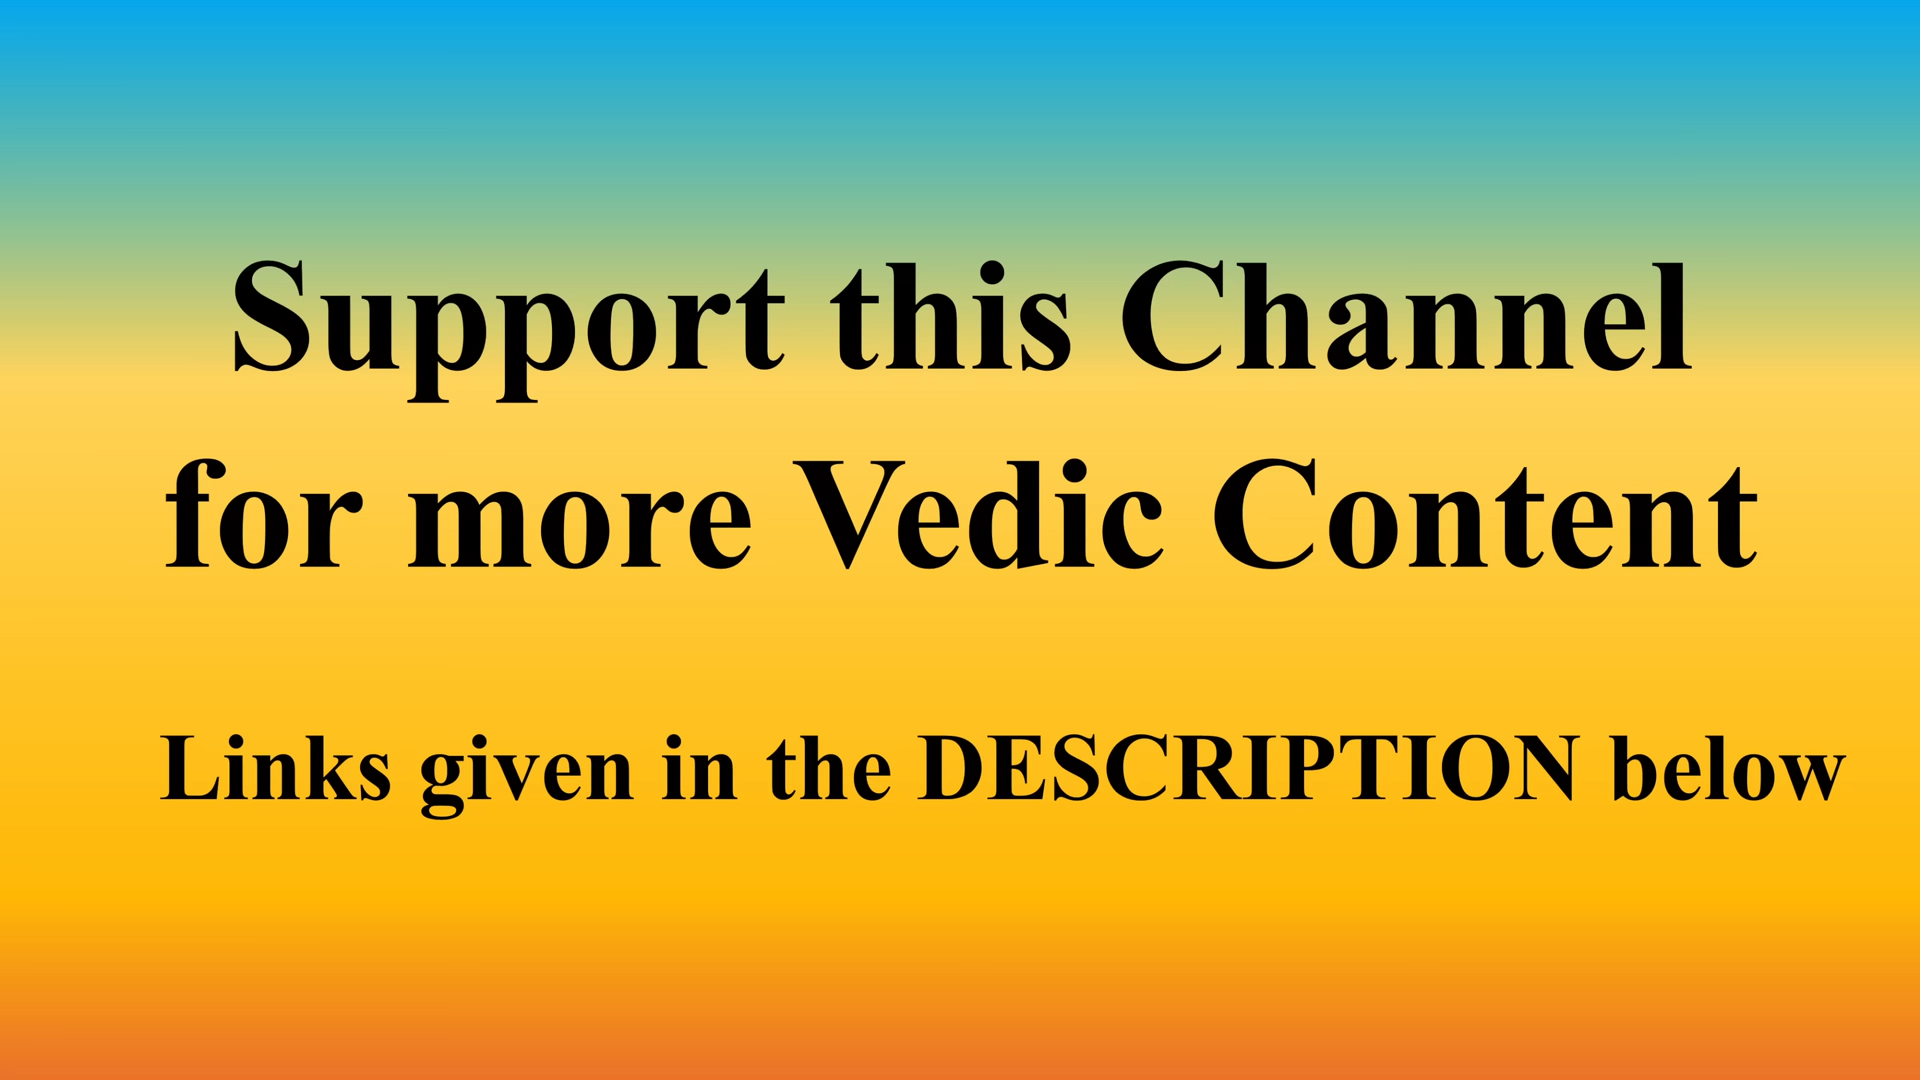 Support this Channel
for more Vedic Content
Links given in the DESCRIPTION below